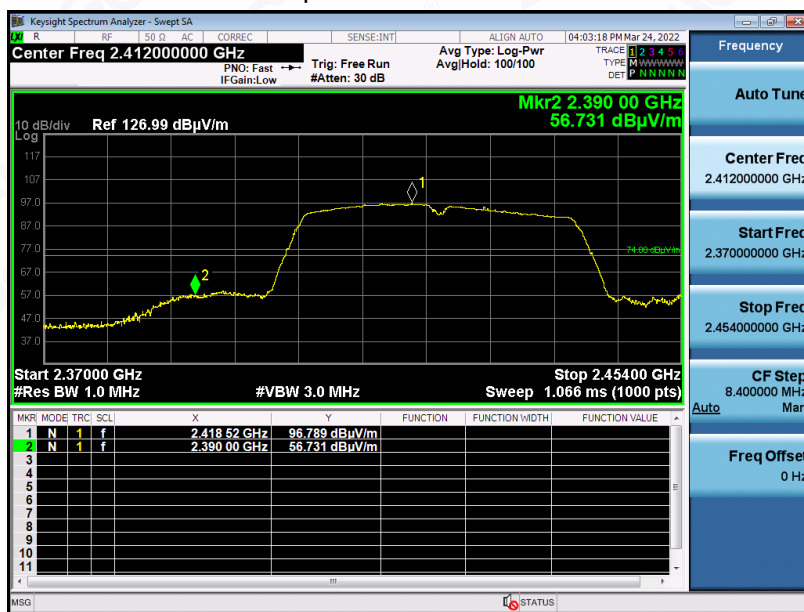 Keysight Spectrum Analyzer - Swept SA
LXI R RF 50 Ω AC CORREC SENSE:INT ALIGN AUTO 04:03:18 PM Mar 24, 2022
Center Freq 2.412000000 GHz
PNO: Fast
IFGain:Low
Trig: Free Run
#Atten: 30 dB
Avg Type: Log-Pwr
Avg|Hold: 100/100
TRACE 1 2 3 4 5 6
TYPE M W W W W W
DET P N N N N N
Mkr2 2.390 00 GHz
56.731 dBµV/m
10 dB/div Ref 126.99 dBµV/m
Log
117
107
97.0
87.0
77.0
67.0
57.0
47.0
37.0
1
2
74.00 dBµV/m
Start 2.37000 GHz Stop 2.45400 GHz
#Res BW 1.0 MHz #VBW 3.0 MHz Sweep 1.066 ms (1000 pts)
MKR MODE TRC SCL X Y FUNCTION FUNCTION WIDTH FUNCTION VALUE
1 N 1 f 2.418 52 GHz 96.789 dBµV/m
2 N 1 f 2.390 00 GHz 56.731 dBµV/m
3
4
5
6
7
8
9
10
11
MSG STATUS
Frequency
Auto Tune
Center Freq
2.412000000 GHz
Start Freq
2.370000000 GHz
Stop Freq
2.454000000 GHz
CF Step
8.400000 MHz
Auto Man
Freq Offset
0 Hz